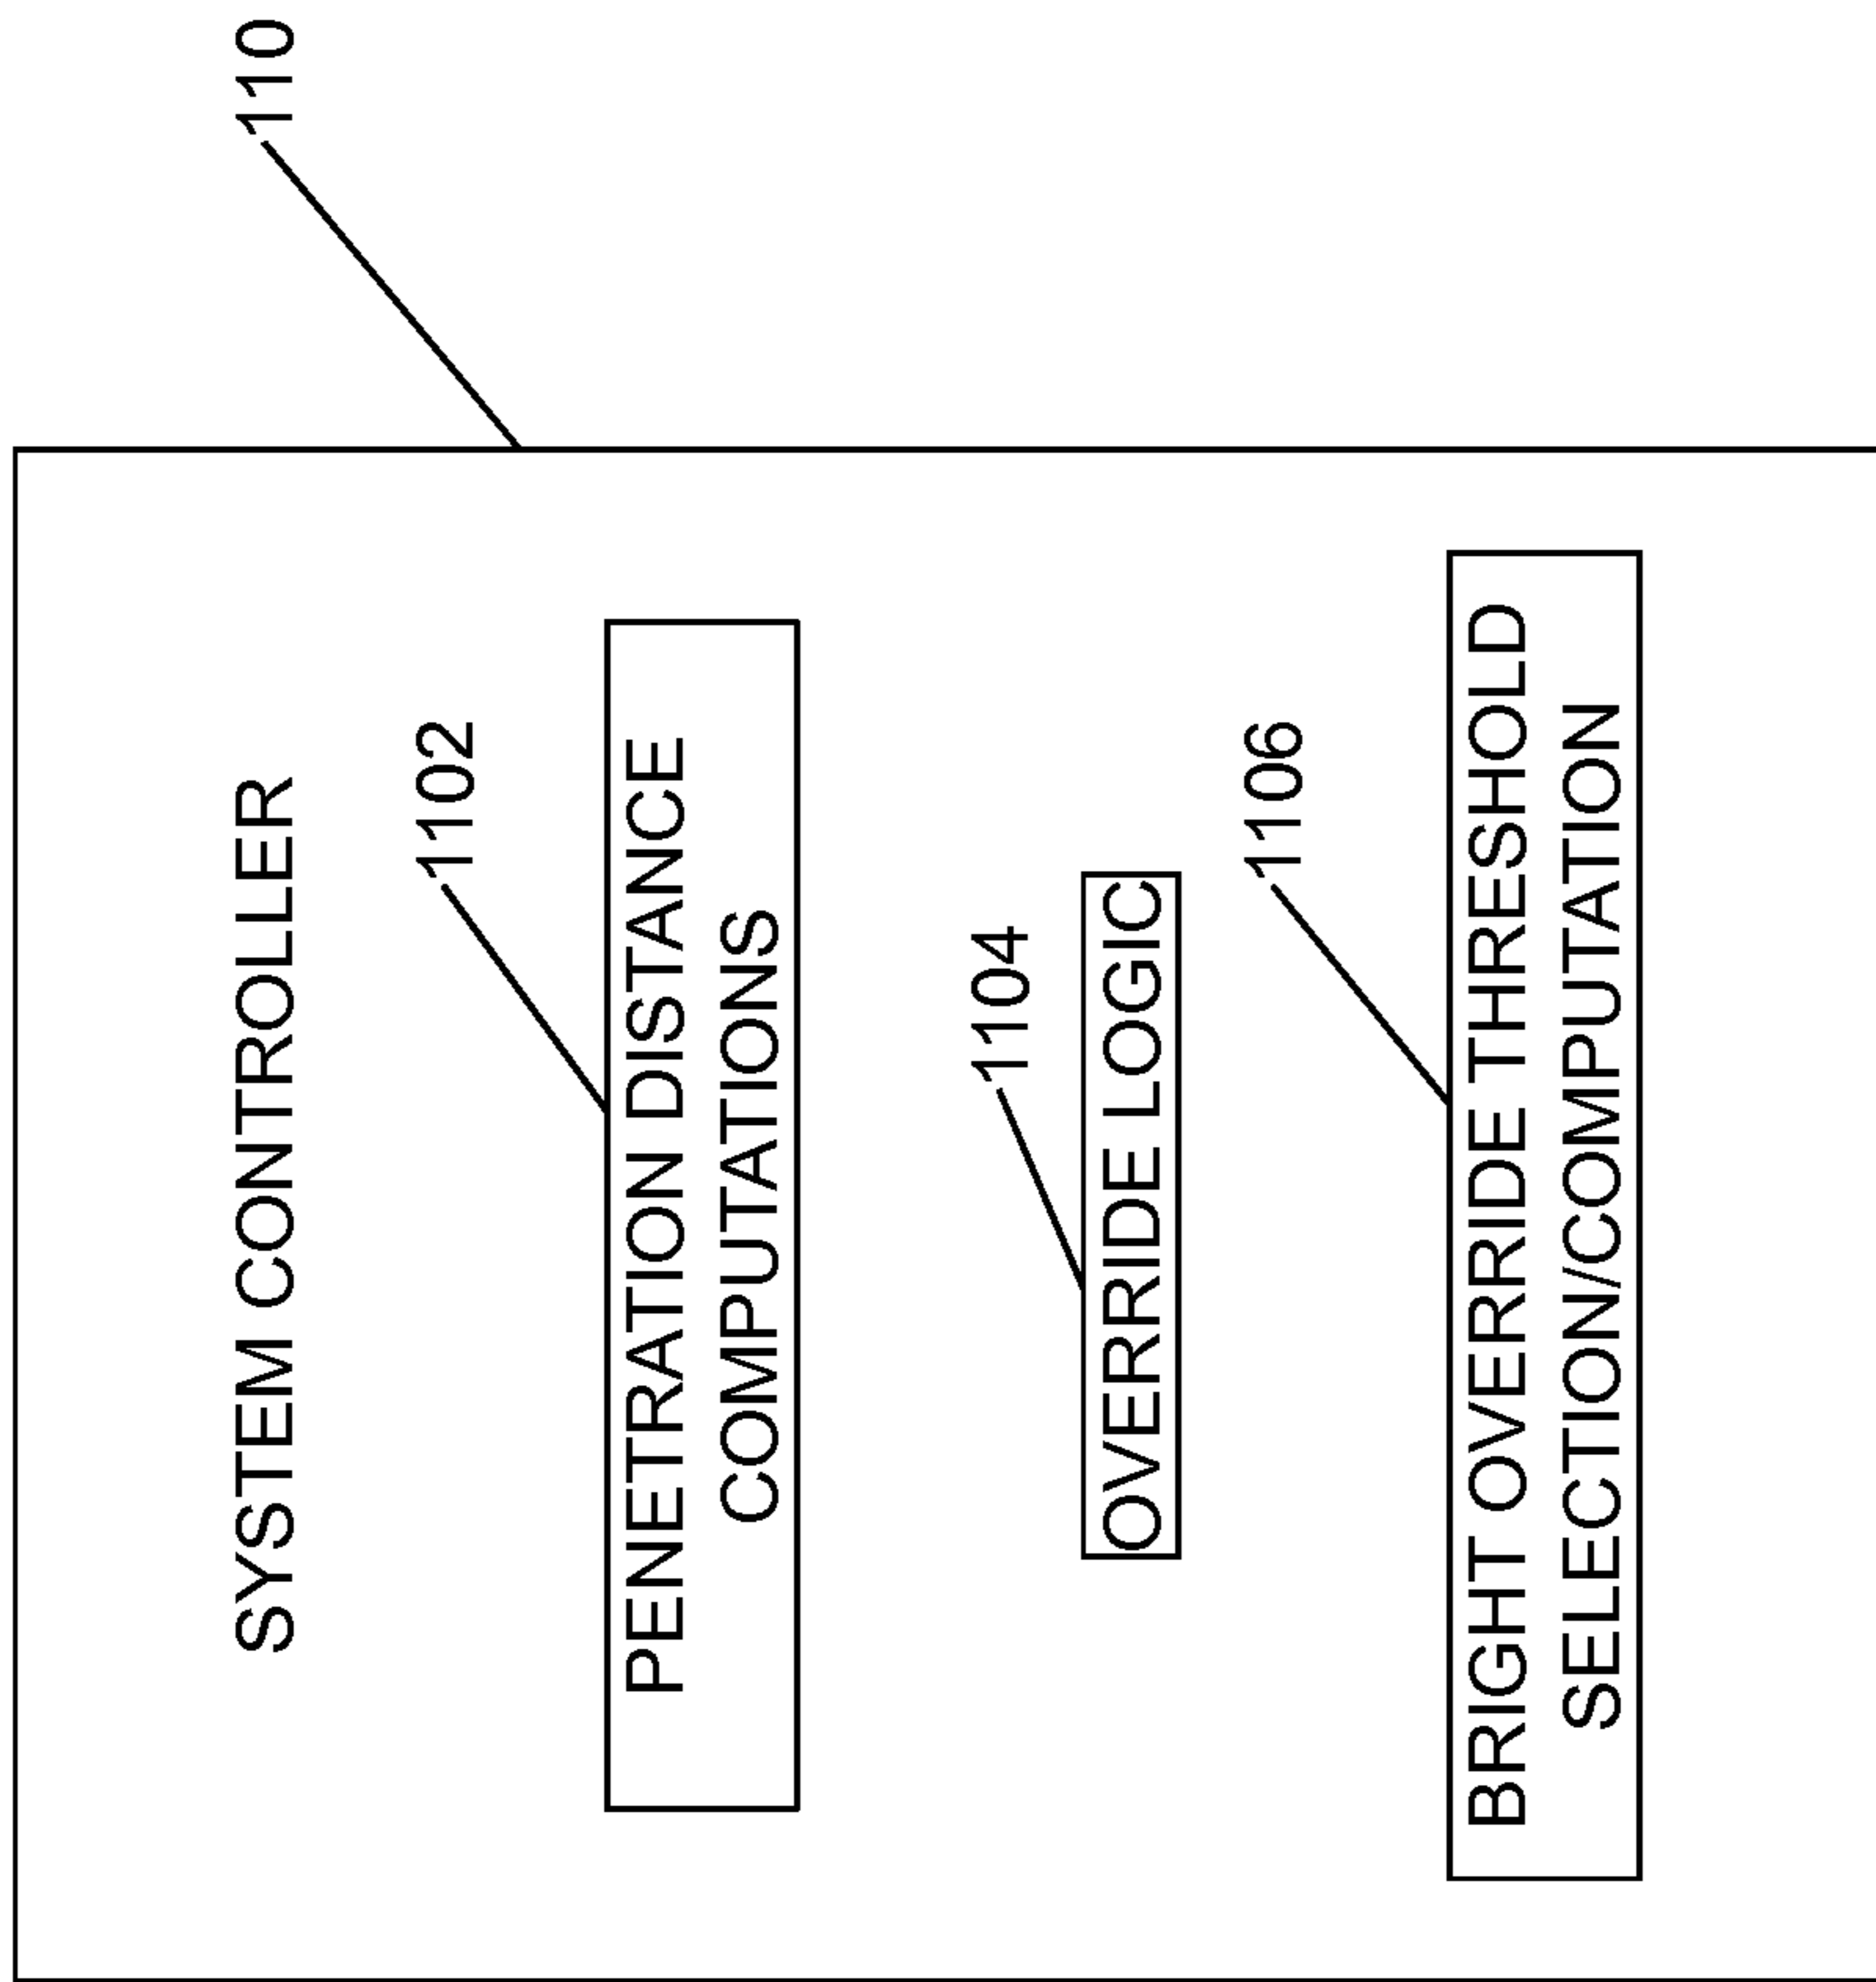 110
SYSTEM CONTROLLER
1102
PENETRATION DISTANCE
COMPUTATIONS
1104
OVERRIDE LOGIC
1106
BRIGHT OVERRIDE THRESHOLD
SELECTION/COMPUTATION